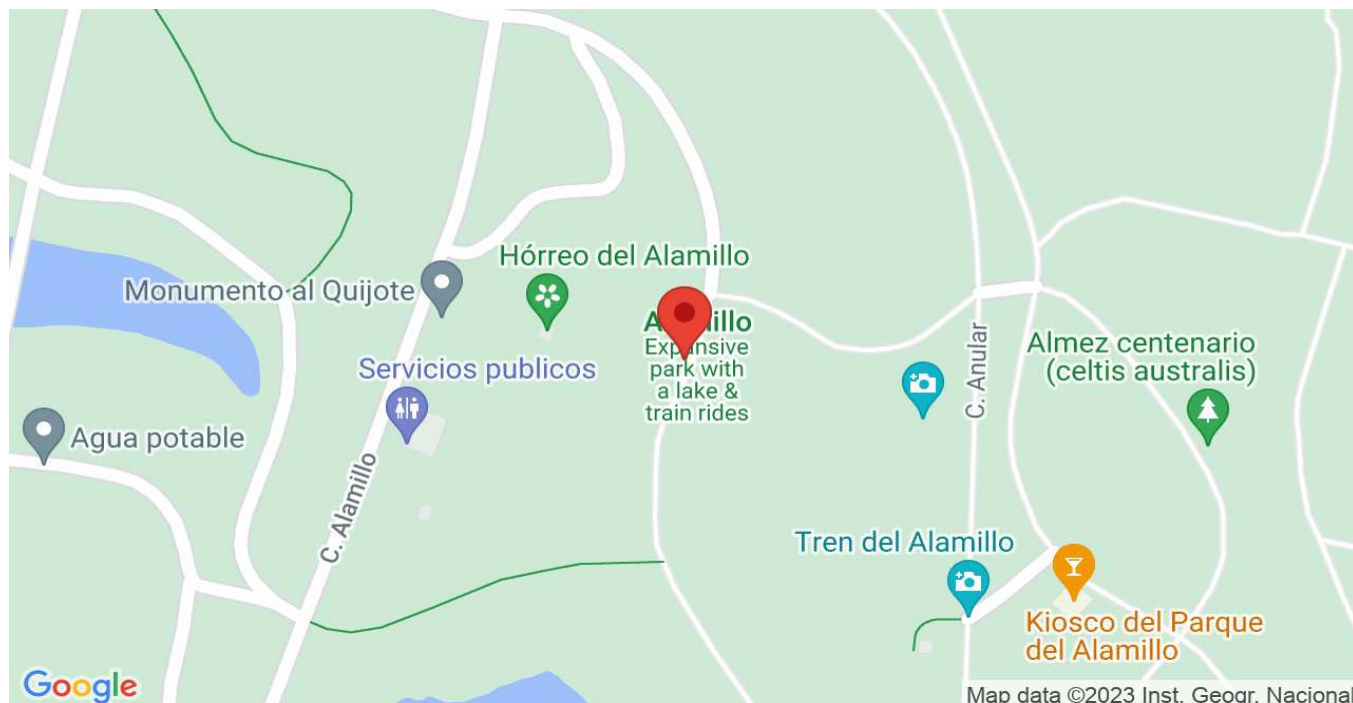 Hórreo del Alamillo
Monumento al Quijote
Expansive
park with
a lake &
train rides
C. Anular
Almez centenario
(celtis australis)
Servicios publicos
Agua potable
C. Alamillo
Tren del Alamillo
Kiosco del Parque
del Alamillo
Google
Map data ©2023 Inst. Geogr. Nacional